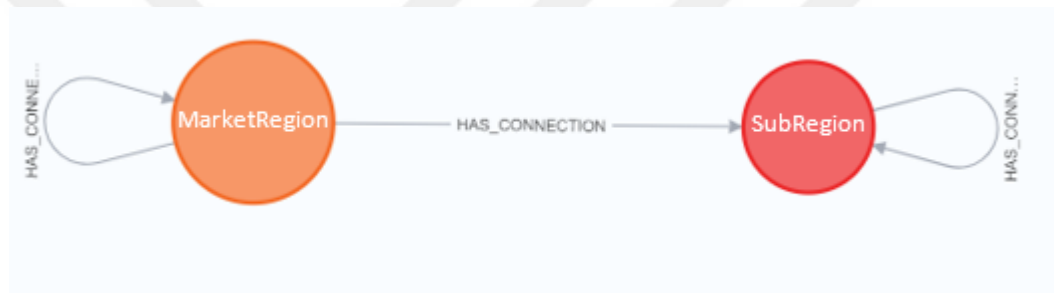 HAS_CONNE...
MarketRegion
HAS_CONNECTION
SubRegion
HAS_CONN...